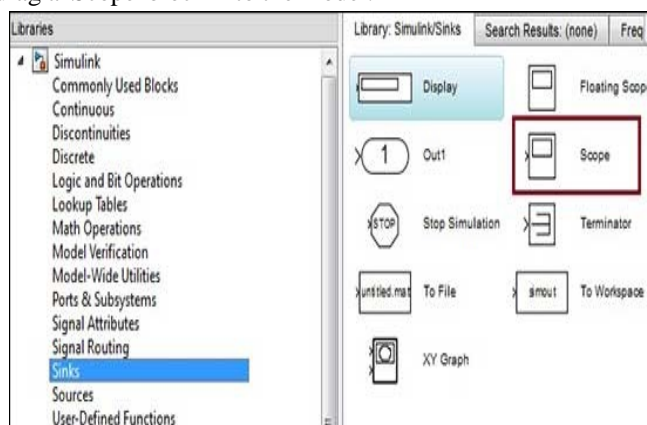 Libraries
Simulink
Commonly Used Blocks
Continuous
Discontinuities
Discrete
Logic and Bit Operations
Lookup Tables
Math Operations
Model Verification
Model-Wide Utilities
Ports & Subsystems
Signal Attributes
Signal Routing
Sinks
Sources
User-Defined Functions
Library: Simulink/Sinks Search Results: (none) Freq
Display Floating Scope
1 Out1 Scope
STOP Stop Simulation Terminator
untitled.mat To File simout To Workspace
XY Graph